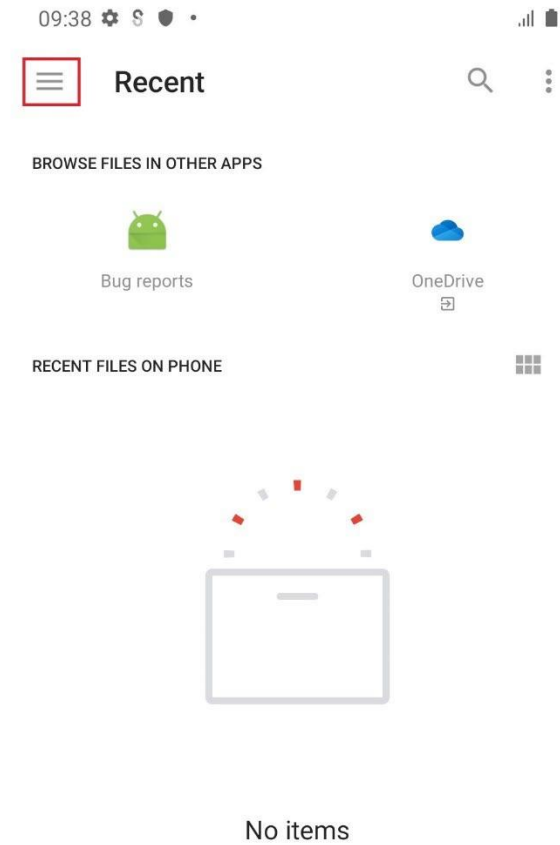 09:38
Recent
BROWSE FILES IN OTHER APPS
Bug reports
OneDrive
RECENT FILES ON PHONE
No items